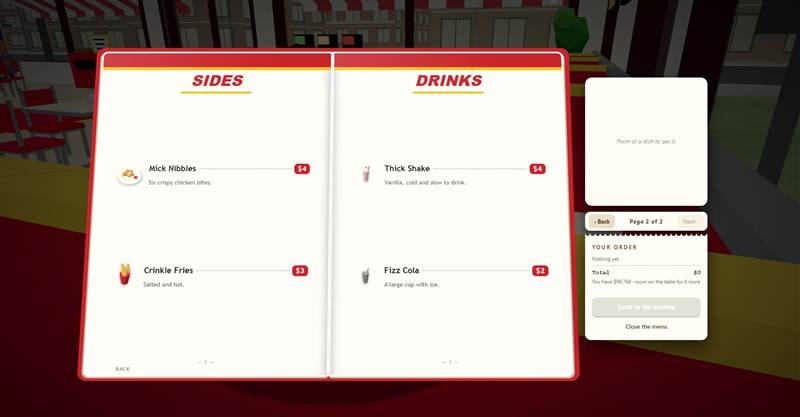 SIDES
Mick Nibbles $4
Six crispy chicken bites.
Crinkle Fries $3
Salted and hot.
BACK
DRINKS
Thick Shake $4
Vanilla, cold and slow to drink.
Fizz Cola $2
A large cup with ice.
Point at a dish to see it.
‹ Back Page 2 of 2 Next ›
YOUR ORDER
Nothing yet.
Total $0
Send to the kitchen
Close the menu